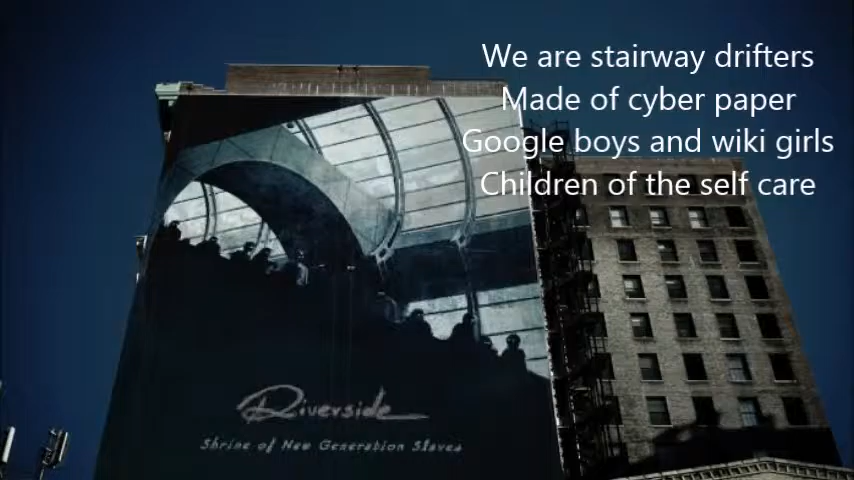 We are stairway drifters
Made of cyber paper
Google boys and wiki girls
Children of the self care
Riverside
Shrine of New Generation Slaves